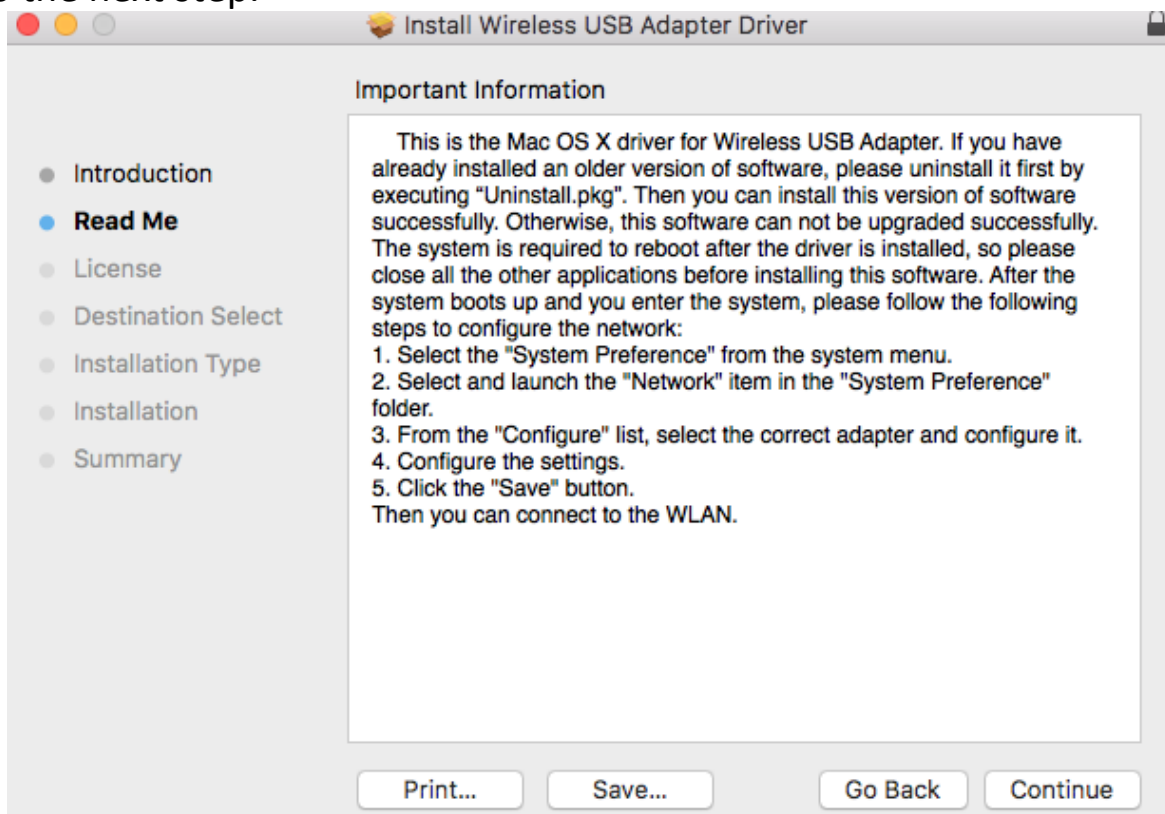 the next step.
Install Wireless USB Adapter Driver
Important Information
Introduction
Read Me
License
Destination Select
Installation Type
Installation
Summary
This is the Mac OS X driver for Wireless USB Adapter. If you have
already installed an older version of software, please uninstall it first by
executing “Uninstall.pkg". Then you can install this version of software
successfully. Otherwise, this software can not be upgraded successfully.
The system is required to reboot after the driver is installed, so please
close all the other applications before installing this software. After the
system boots up and you enter the system, please follow the following
steps to configure the network:
1. Select the "System Preference" from the system menu.
2. Select and launch the "Network" item in the "System Preference"
folder.
3. From the "Configure" list, select the correct adapter and configure it.
4. Configure the settings.
5. Click the "Save" button.
Then you can connect to the WLAN.
Print...
Save...
Go Back
Continue